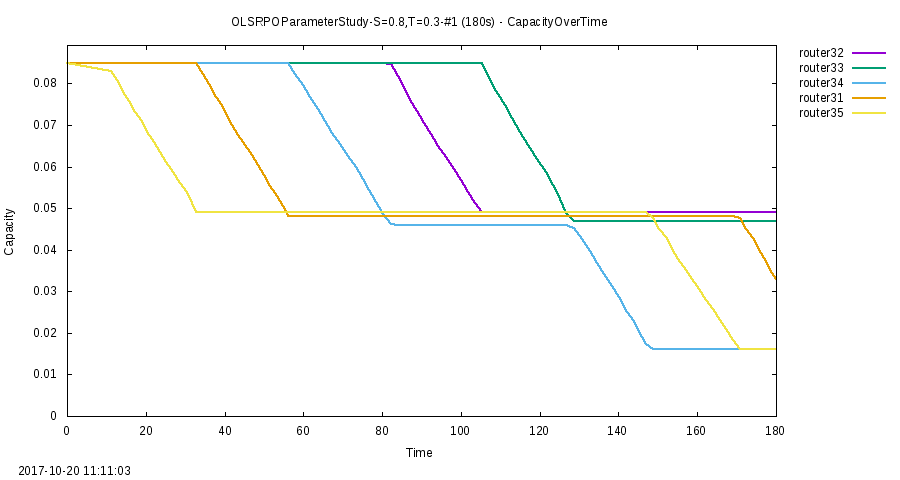 OLSRPOParameterStudy-S=0.8,T=0.3-#1 (180s) - CapacityOverTime
router32
router33
router34
router31
router35
0.08
0.07
0.06
0.05
0.04
0.03
0.02
0.01
0
Capacity
0 20 40 60 80 100 120 140 160 180
Time
2017-10-20 11:11:03